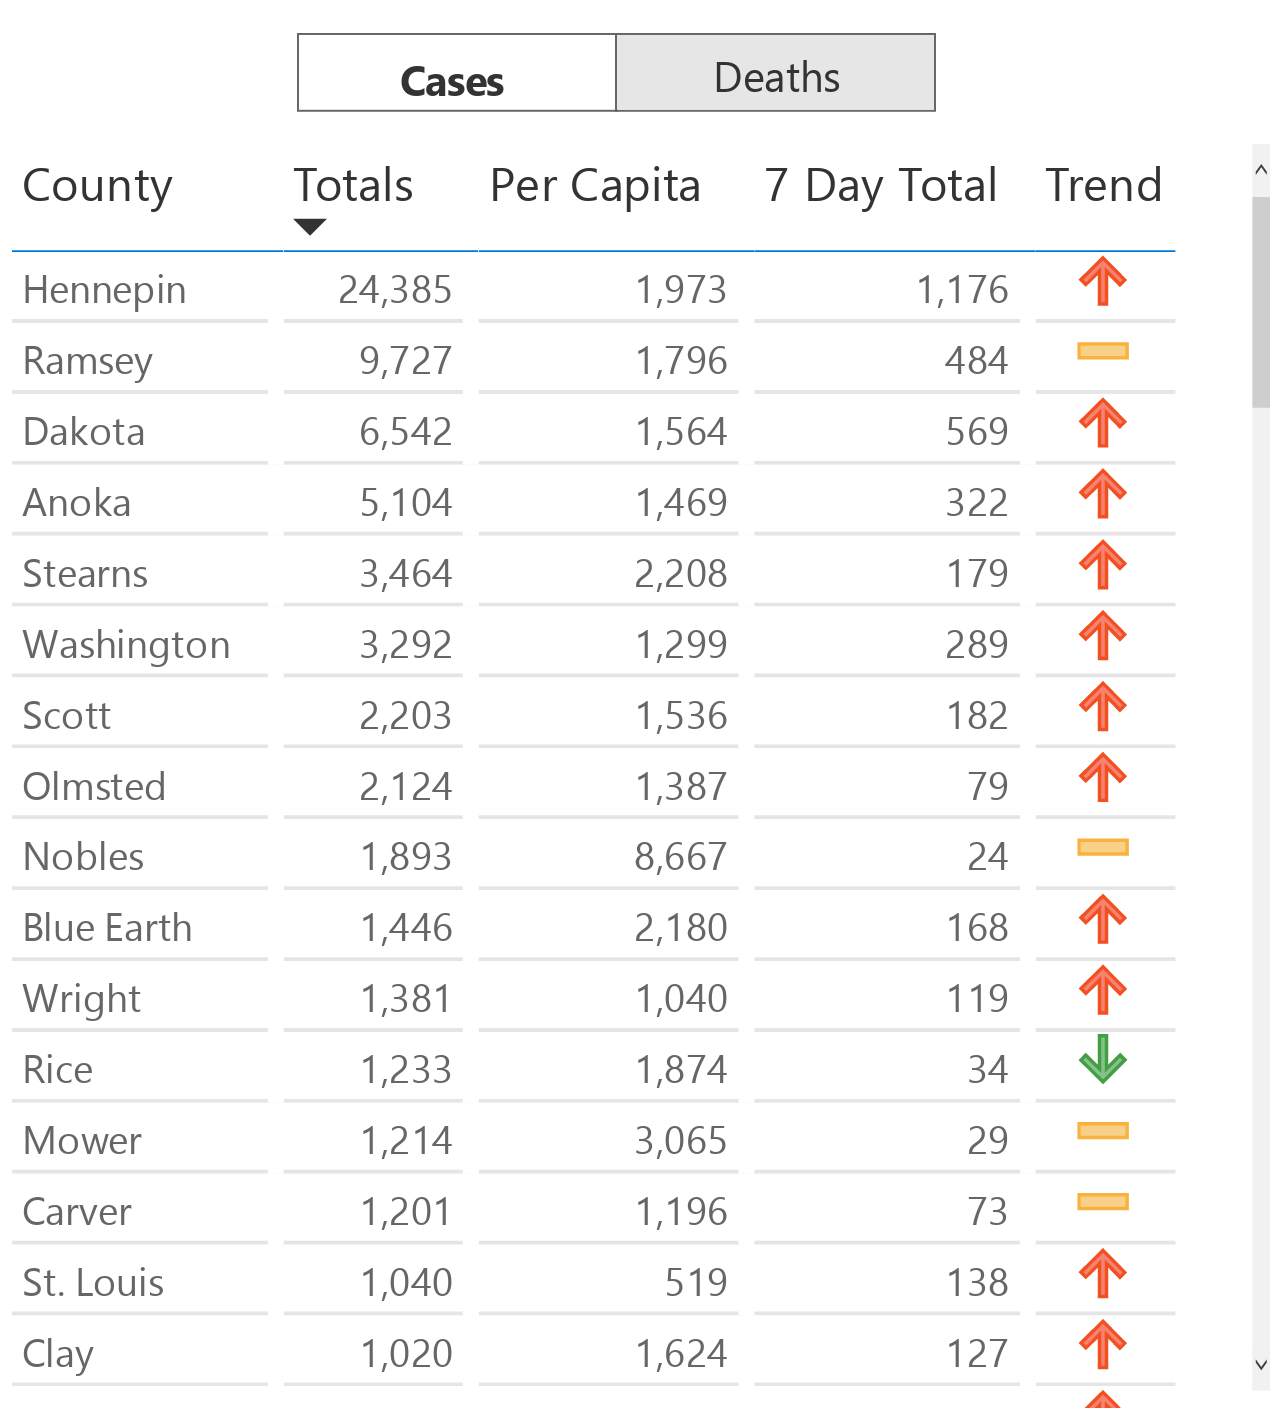 Cases Deaths
County Totals Per Capita 7 Day Total Trend
Hennepin 24,385 1,973 1,176
Ramsey 9,727 1,796 484
Dakota 6,542 1,564 569
Anoka 5,104 1,469 322
Stearns 3,464 2,208 179
Washington 3,292 1,299 289
Scott 2,203 1,536 182
Olmsted 2,124 1,387 79
Nobles 1,893 8,667 24
Blue Earth 1,446 2,180 168
Wright 1,381 1,040 119
Rice 1,233 1,874 34
Mower 1,214 3,065 29
Carver 1,201 1,196 73
St. Louis 1,040 519 138
Clay 1,020 1,624 127